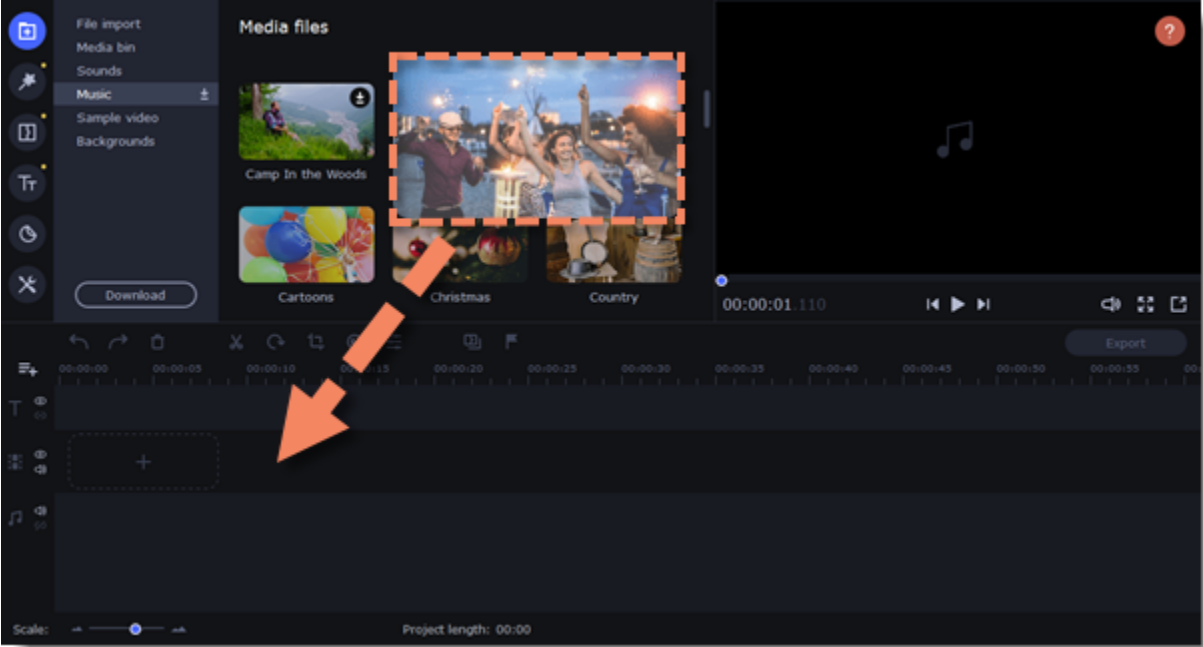 File import
Media bin
Sounds
Music
Sample video
Backgrounds
Download
Media files
Camp In the Woods
Cartoons
Christmas
Country
?
00:00:01.110
Export
00:00:00 00:00:05 00:00:10 00:00:20 00:00:25 00:00:30 00:00:35 00:00:40 00:00:45 00:00:50 00:00:55
Scale:
Project length: 00:00